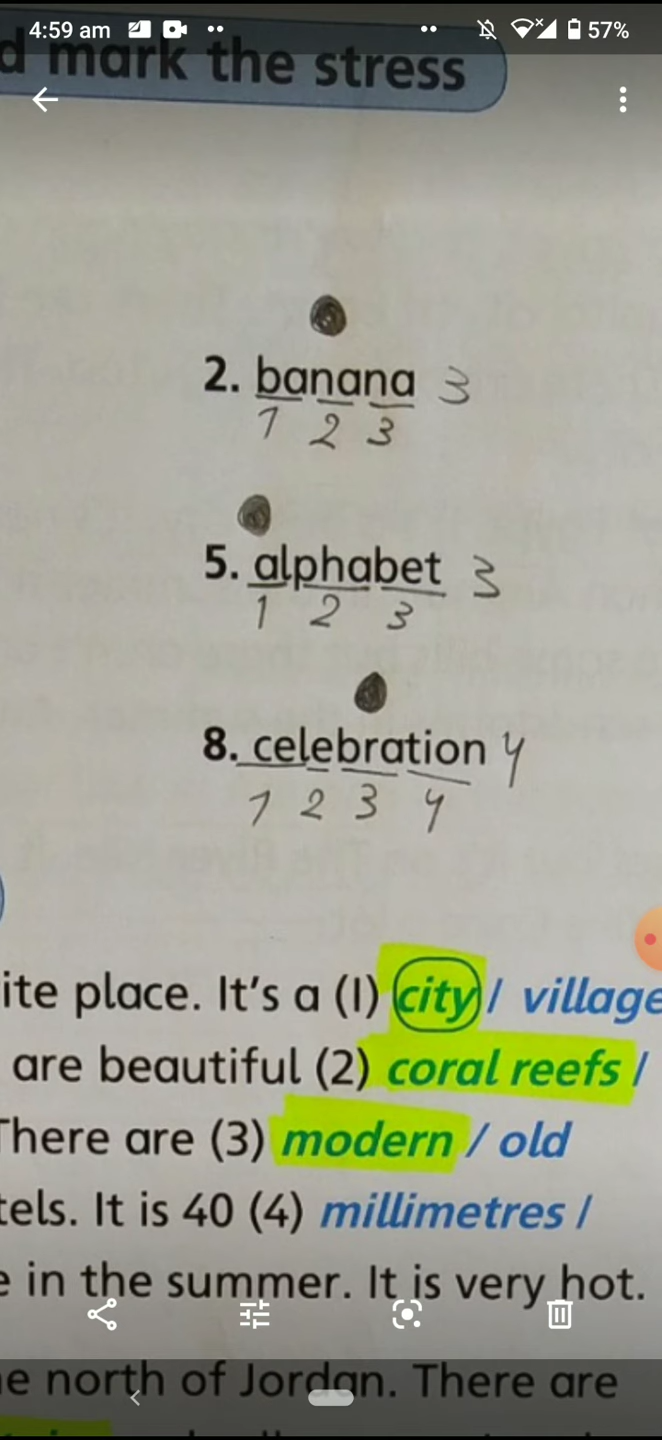 4:59 am 57%
d mark the stress
2. banana 3
1 2 3
5. alphabet 3
1 2 3
8. celebration 4
1 2 3 4
ite place. It's a (1) city / village
are beautiful (2) coral reefs /
There are (3) modern / old
tels. It is 40 (4) millimetres /
e in the summer. It is very hot.
e north of Jordan. There are